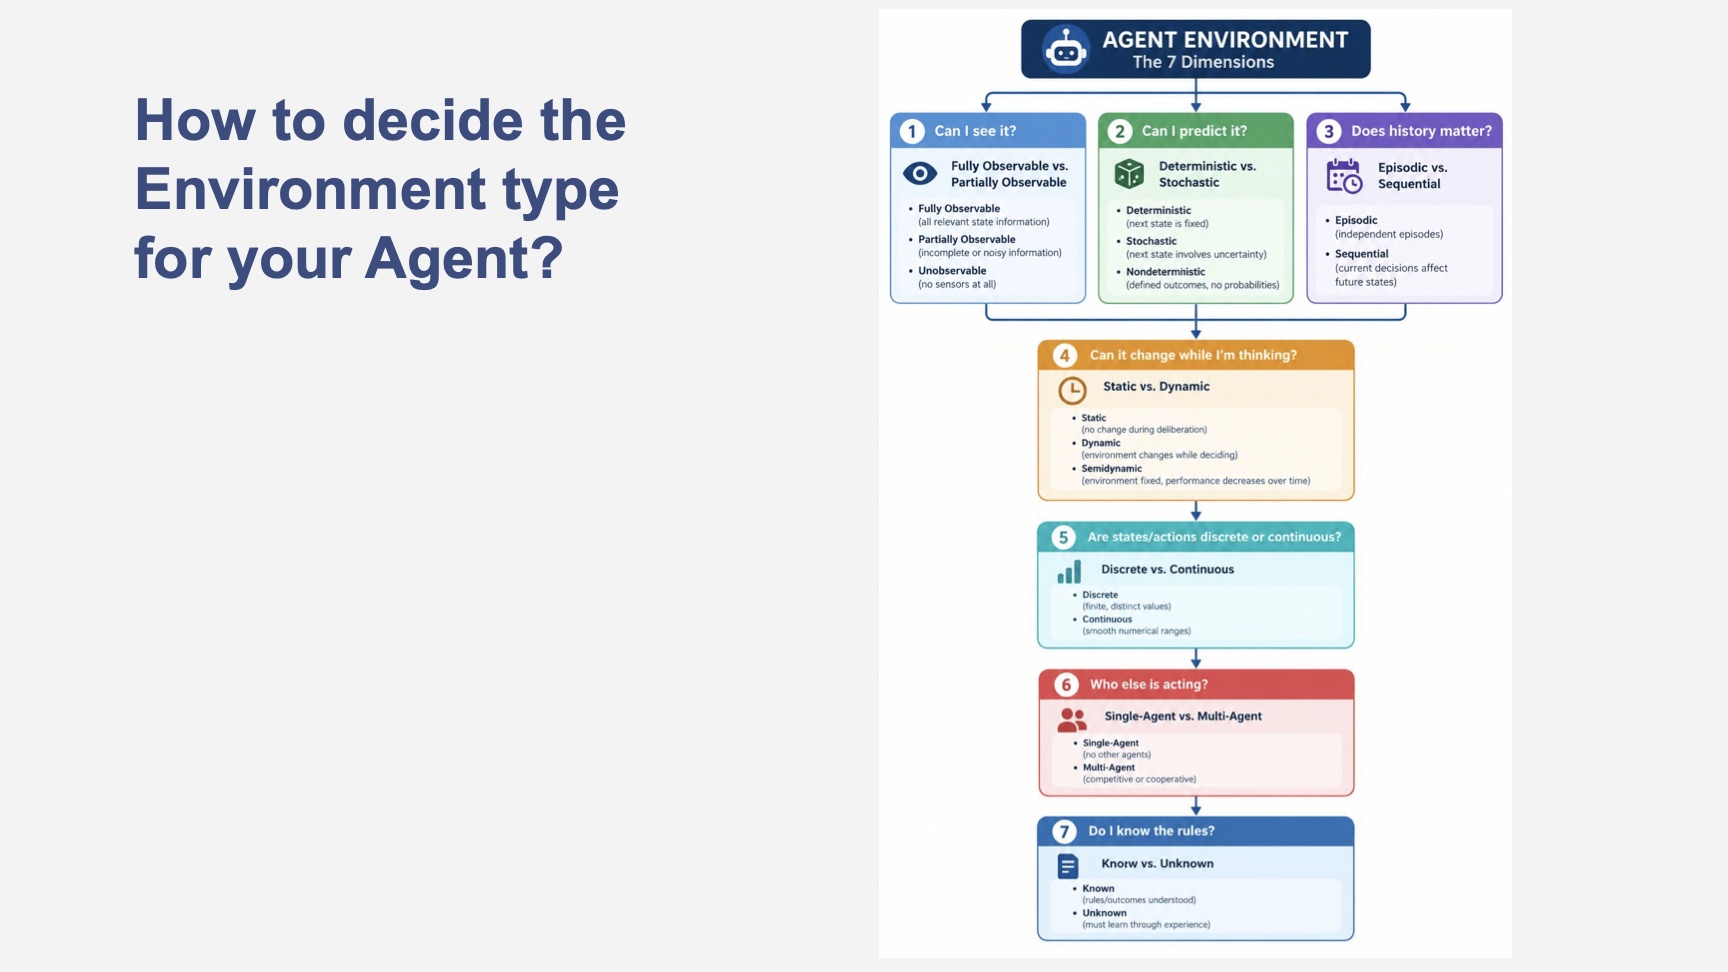 How to decide the
Environment type
for your Agent?
AGENT ENVIRONMENT
The 7 Dimensions
1 Can I see it?
Fully Observable vs.
Partially Observable
• Fully Observable
(all relevant state information)
• Partially Observable
(incomplete or noisy information)
• Unobservable
(no sensors at all)
2 Can I predict it?
Deterministic vs.
Stochastic
• Deterministic
(next state is fixed)
• Stochastic
(next state involves uncertainty)
• Nondeterministic
(defined outcomes, no probabilities)
3 Does history matter?
Episodic vs.
Sequential
• Episodic
(independent episodes)
• Sequential
(current decisions affect
future states)
4 Can it change while I'm thinking?
Static vs. Dynamic
• Static
(no change during deliberation)
• Dynamic
(environment changes while deciding)
• Semidynamic
(environment fixed, performance decreases over time)
5 Are states/actions discrete or continuous?
Discrete vs. Continuous
• Discrete
(finite, distinct values)
• Continuous
(smooth numerical ranges)
6 Who else is acting?
Single-Agent vs. Multi-Agent
• Single-Agent
(no other agents)
• Multi-Agent
(competitive or cooperative)
7 Do I know the rules?
Knorw vs. Unknown
• Known
(rules/outcomes understood)
• Unknown
(must learn through experience)